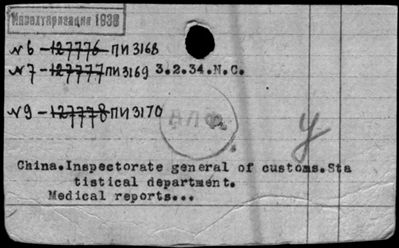 Инвентаризация 1938
№6 – 127776 ПИ 3168
№7 – 127777 ПИ 3169 3.2.34.N.C.
№9 – 127778 ПИ 3170
China.Inspectorate general of customs.Sta
tistical department.
Medical reports...